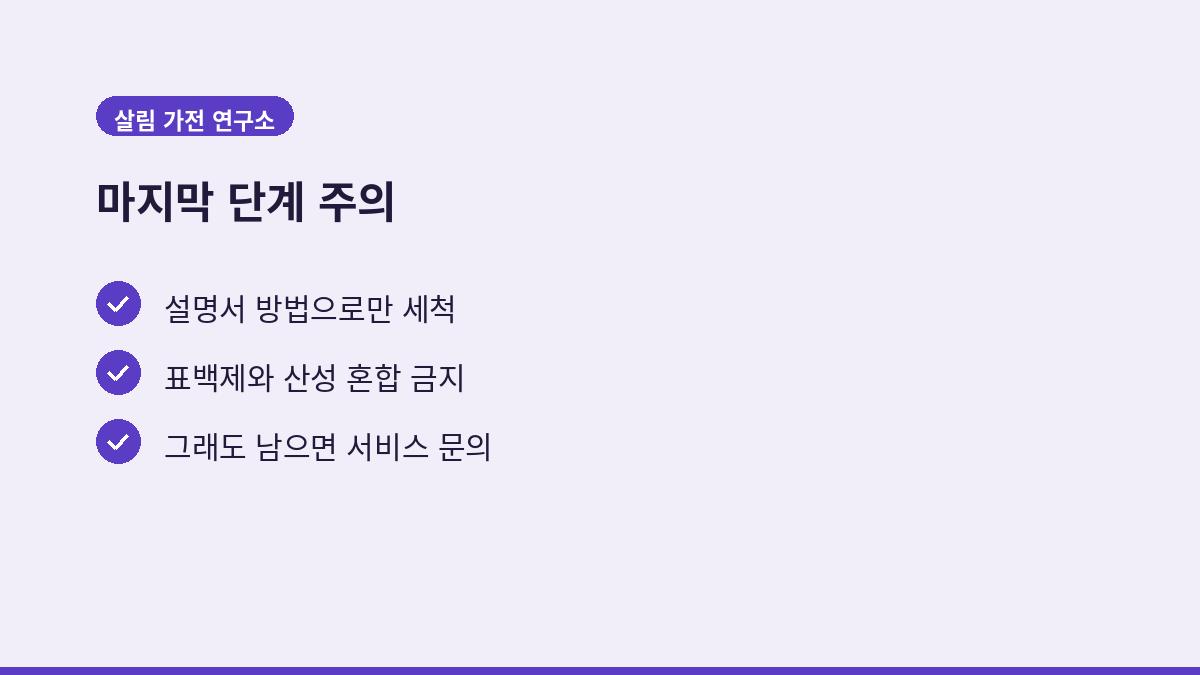 살림 가전 연구소
마지막 단계 주의
설명서 방법으로만 세척
표백제와 산성 혼합 금지
그래도 남으면 서비스 문의